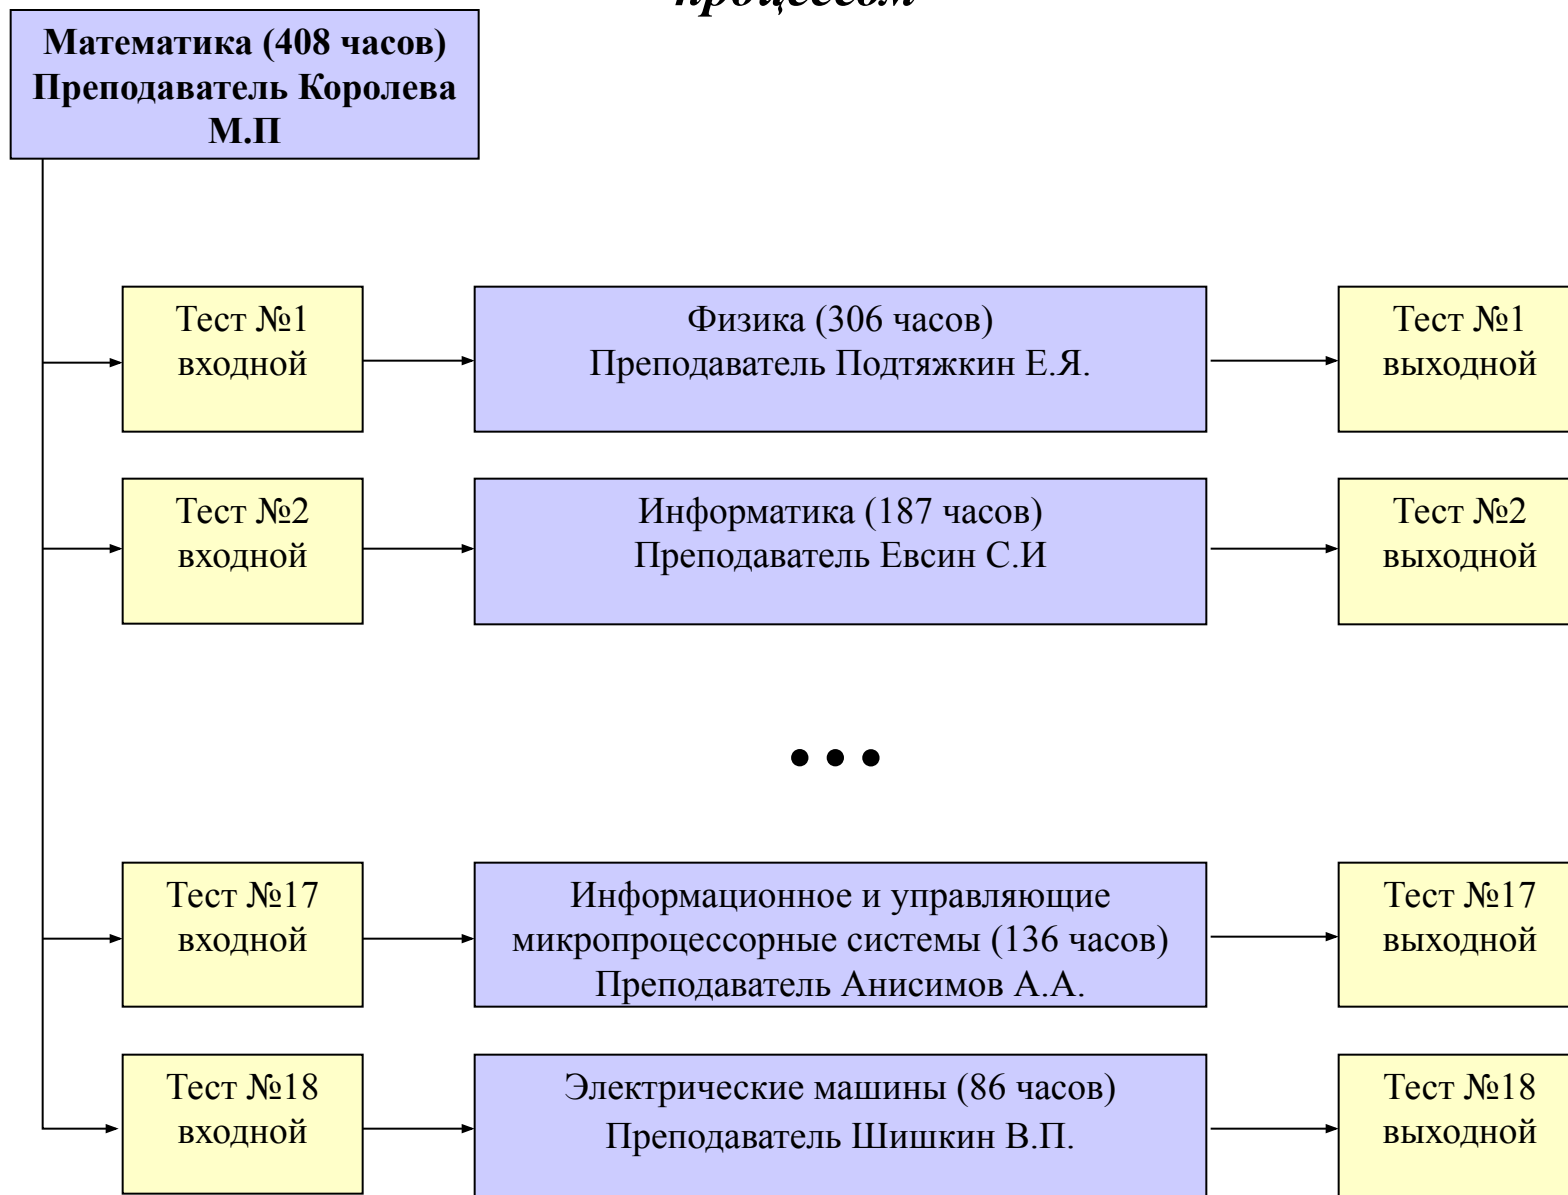 процессом
Математика (408 часов)
Преподаватель Королева
М.П
Тест №1
входной
Физика (306 часов)
Преподаватель Подтяжкин Е.Я.
Тест №1
выходной
Тест №2
входной
Информатика (187 часов)
Преподаватель Евсин С.И
Тест №2
выходной
...
Тест №17
входной
Информационное и управляющие
микропроцессорные системы (136 часов)
Преподаватель Анисимов А.А.
Тест №17
выходной
Тест №18
входной
Электрические машины (86 часов)
Преподаватель Шишкин В.П.
Тест №18
выходной